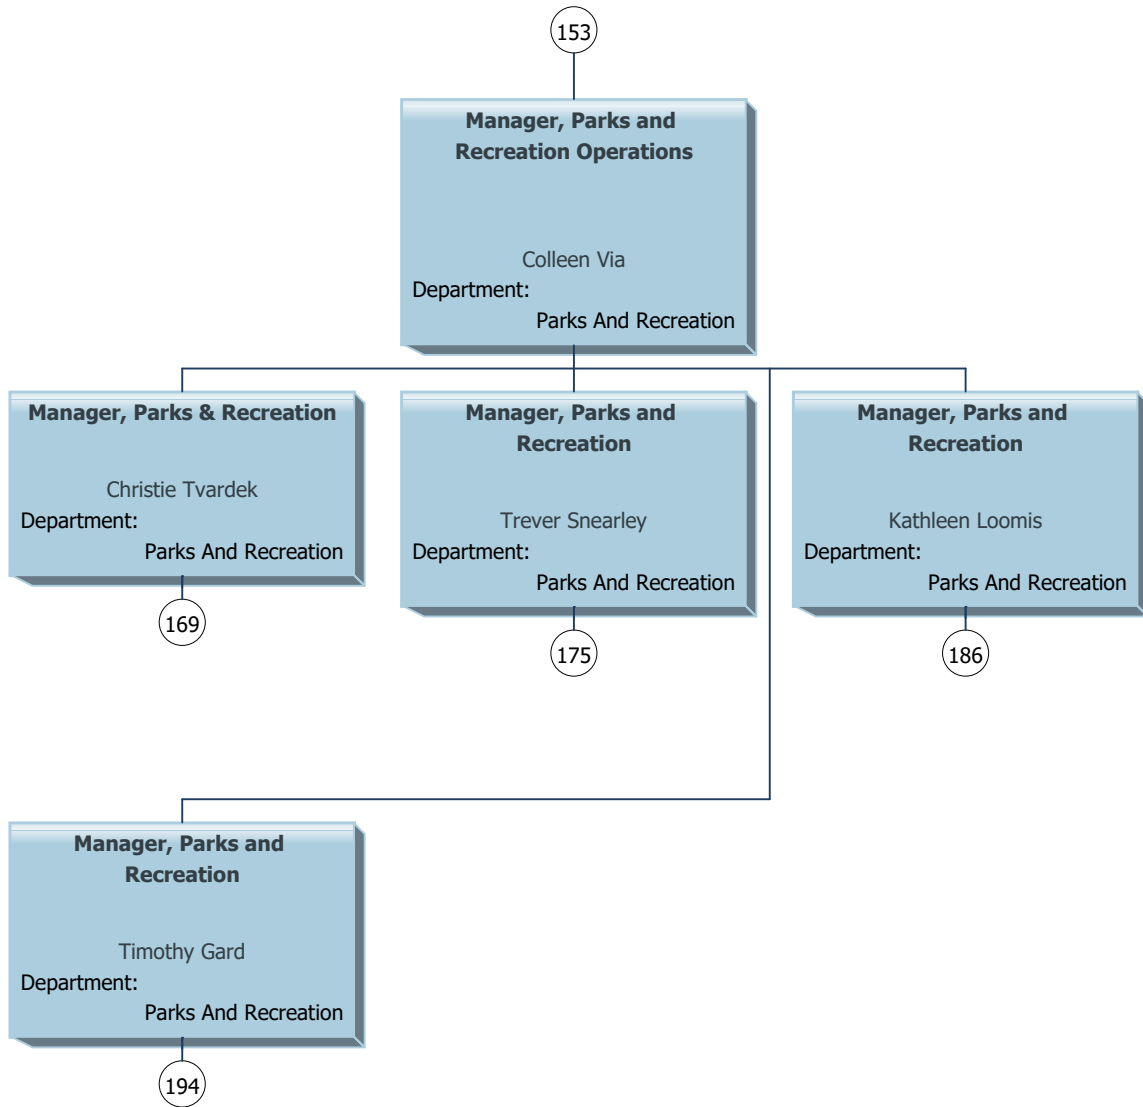 153
Manager, Parks and
Recreation Operations
Colleen Via
Department:
Parks And Recreation
Manager, Parks & Recreation
Christie Tvardek
Department:
Parks And Recreation
169
Manager, Parks and
Recreation
Trever Snearley
Department:
Parks And Recreation
175
Manager, Parks and
Recreation
Kathleen Loomis
Department:
Parks And Recreation
186
Manager, Parks and
Recreation
Timothy Gard
Department:
Parks And Recreation
194